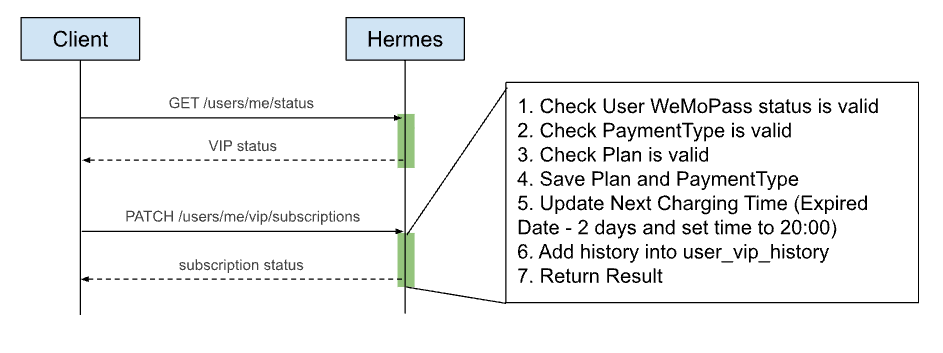 Client
Hermes
GET /users/me/status
VIP status
PATCH /users/me/vip/subscriptions
subscription status
1. Check User WeMoPass status is valid
2. Check PaymentType is valid
3. Check Plan is valid
4. Save Plan and PaymentType
5. Update Next Charging Time (Expired
Date - 2 days and set time to 20:00)
6. Add history into user_vip_history
7. Return Result